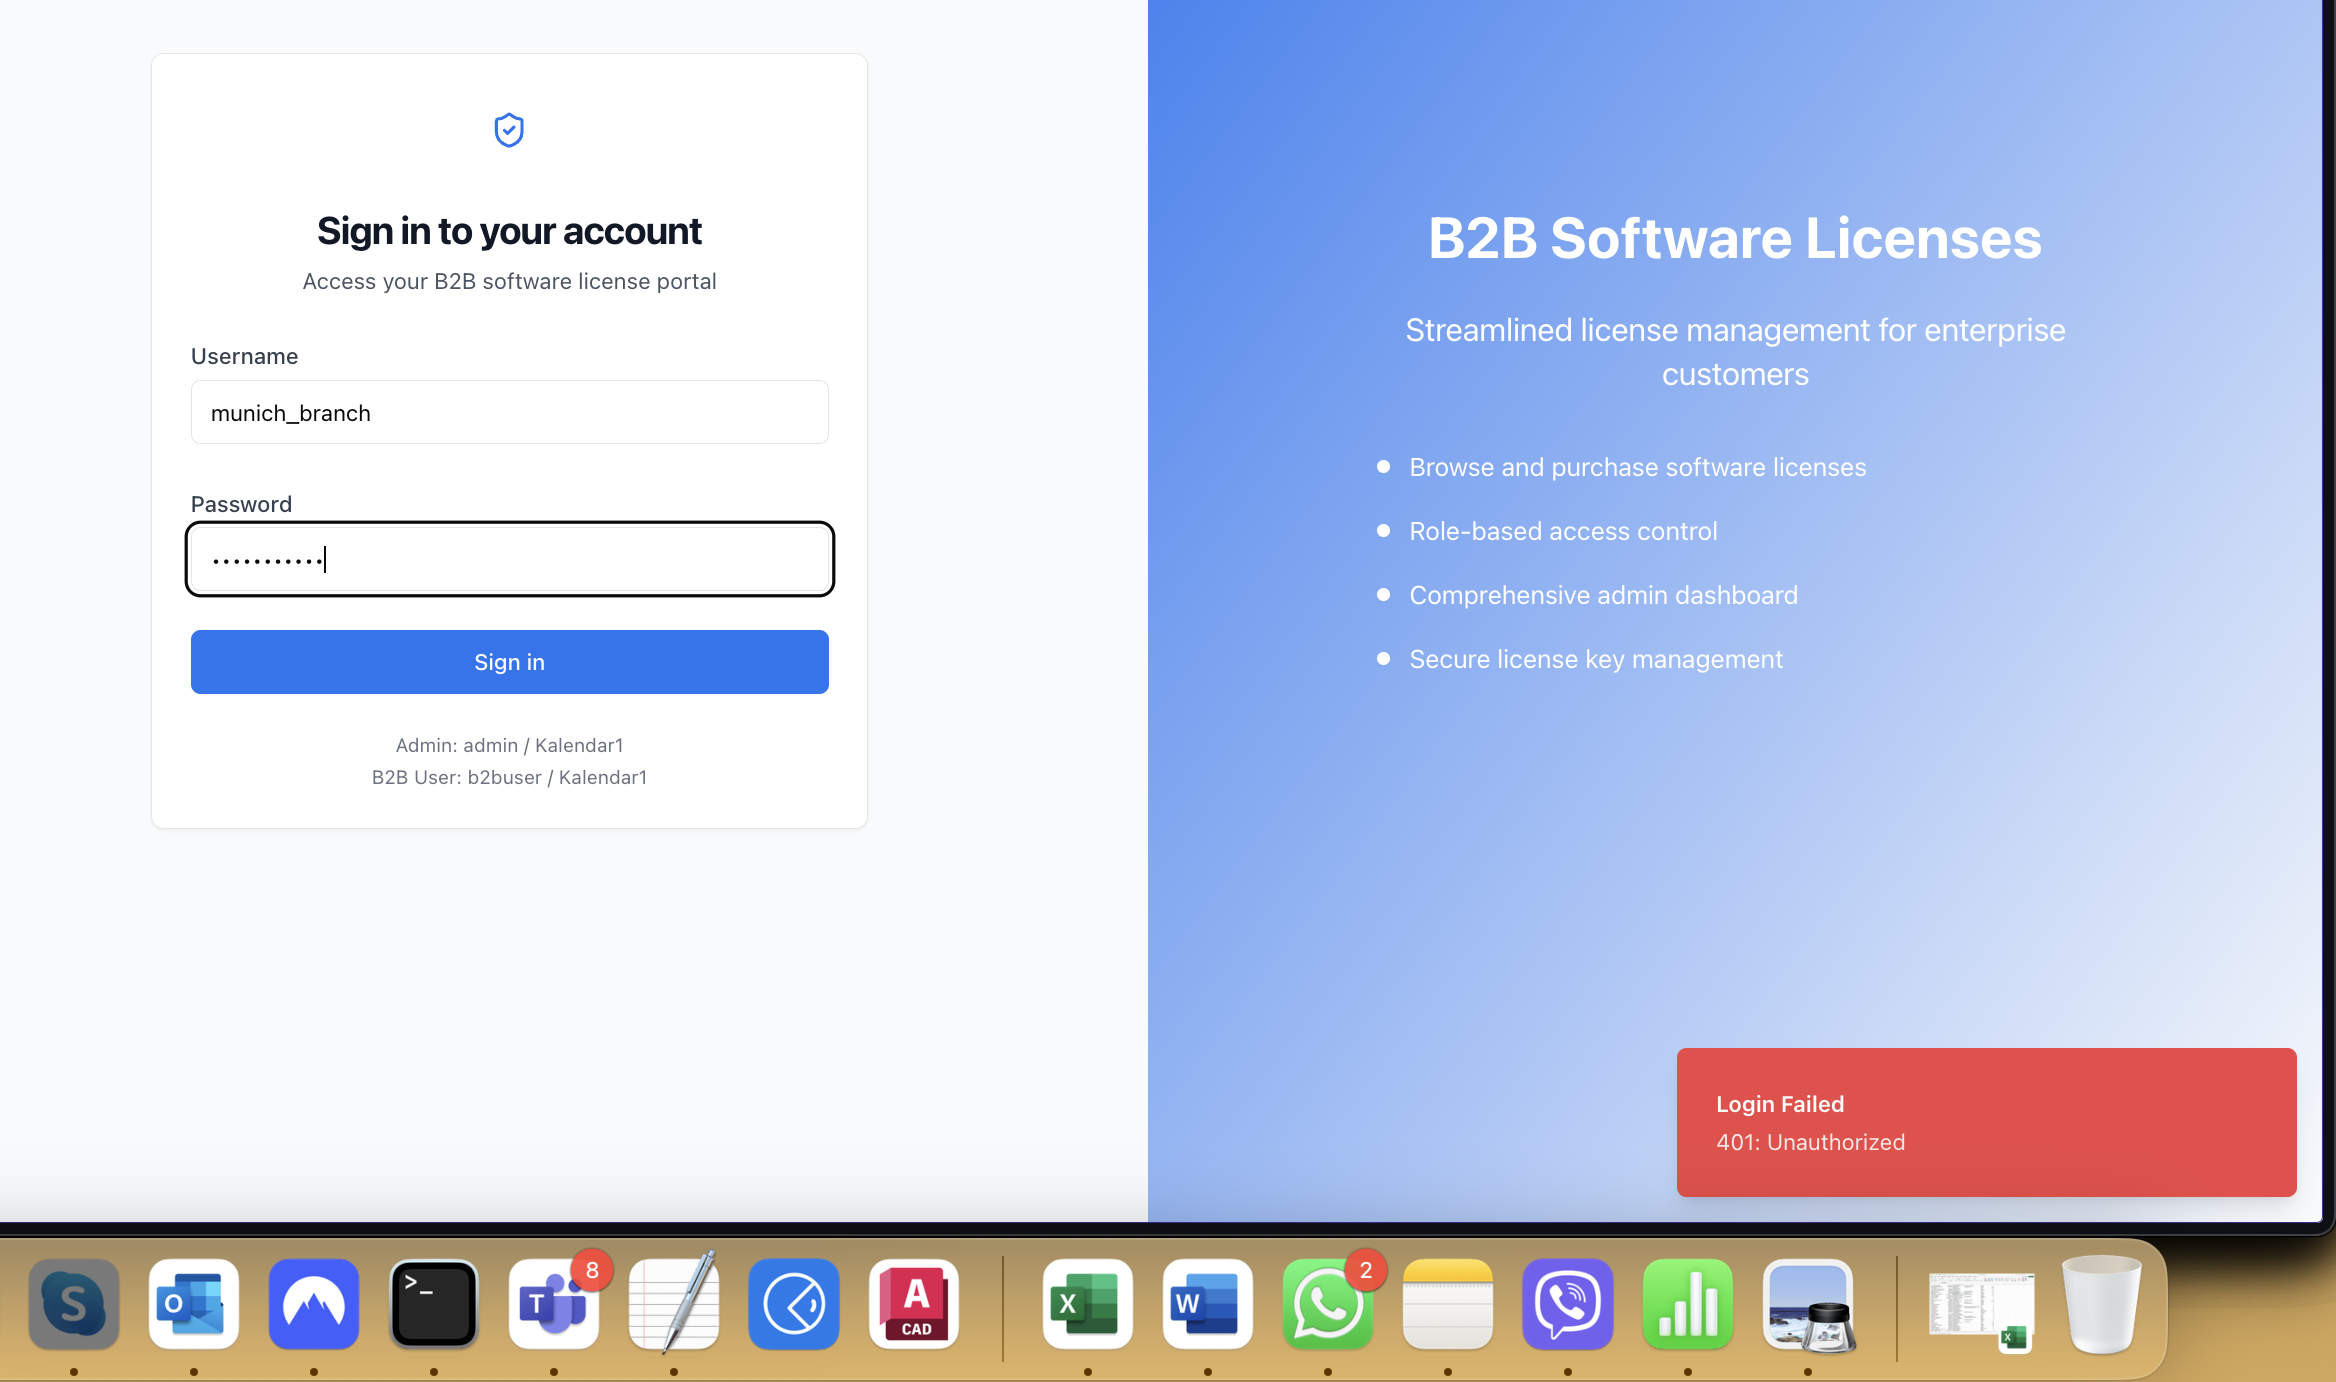 Sign in to your account
Access your B2B software license portal
Username
munich_branch
Password
•••••••••••
Sign in
Admin: admin / Kalendar1
B2B User: b2buser / Kalendar1
B2B Software Licenses
Streamlined license management for enterprise
customers
Browse and purchase software licenses
Role-based access control
Comprehensive admin dashboard
Secure license key management
Login Failed
401: Unauthorized
S
O
>_
T
8
A
CAD
X
W
2
X